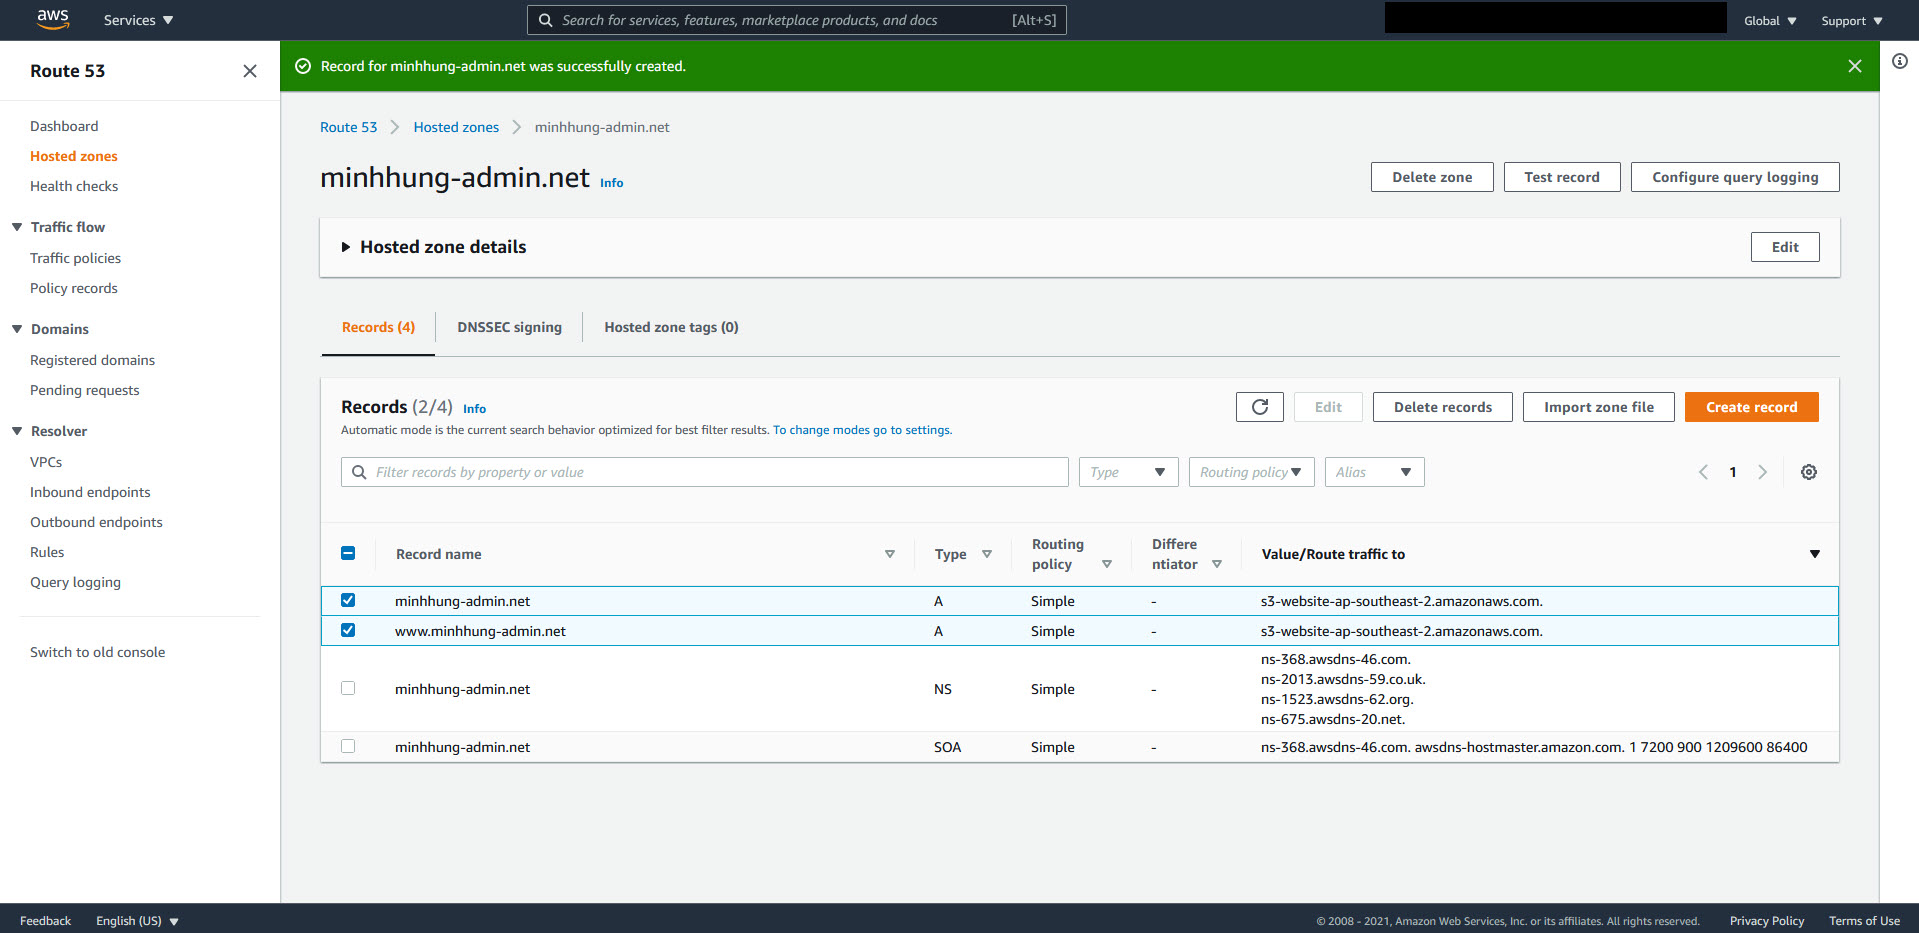 aws
Services
Search for services, features, marketplace products, and docs [Alt+S]
Global
Support
Route 53
Dashboard
Hosted zones
Health checks
Traffic flow
Traffic policies
Policy records
Domains
Registered domains
Pending requests
Resolver
VPCs
Inbound endpoints
Outbound endpoints
Rules
Query logging
Switch to old console
Record for minhhung-admin.net was successfully created.
Route 53 Hosted zones minhhung-admin.net
minhhung-admin.net Info
Delete zone
Test record
Configure query logging
Hosted zone details
Edit
Records (4)
DNSSEC signing
Hosted zone tags (0)
Records (2/4) Info
Automatic mode is the current search behavior optimized for best filter results. To change modes go to settings.
Edit
Delete records
Import zone file
Create record
Filter records by property or value
Type
Routing policy
Alias
1
Record name
Type
Routing
policy
Differe
ntiator
Value/Route traffic to
minhhung-admin.net A Simple - s3-website-ap-southeast-2.amazonaws.com.
www.minhhung-admin.net A Simple - s3-website-ap-southeast-2.amazonaws.com.
minhhung-admin.net NS Simple -
ns-368.awsdns-46.com.
ns-2013.awsdns-59.co.uk.
ns-1523.awsdns-62.org.
ns-675.awsdns-20.net.
minhhung-admin.net SOA Simple - ns-368.awsdns-46.com. awsdns-hostmaster.amazon.com. 1 7200 900 1209600 86400
Feedback
English (US)
© 2008 - 2021, Amazon Web Services, Inc. or its affiliates. All rights reserved.
Privacy Policy
Terms of Use